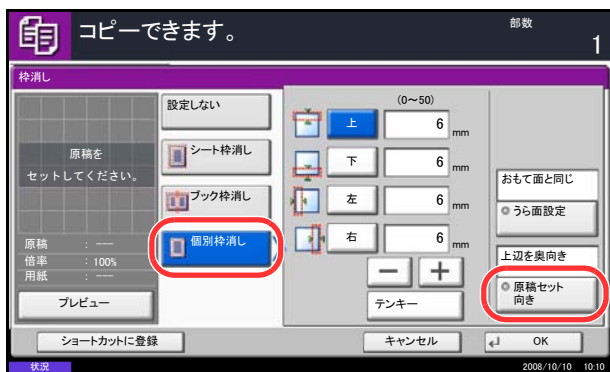 コピーできます。
部数
1
枠消し
原稿を
セットしてください。
原稿 : ---
倍率 : 100%
用紙 : ---
プレビュー
設定しない
シート枠消し
ブック枠消し
個別枠消し
(0～50)
上 6 mm
下 6 mm
左 6 mm
右 6 mm
− +
テンキー
おもて面と同じ
うら面設定
上辺を奥向き
原稿セット
向き
ショートカットに登録
キャンセル
OK
状況
2008/10/10 10:10